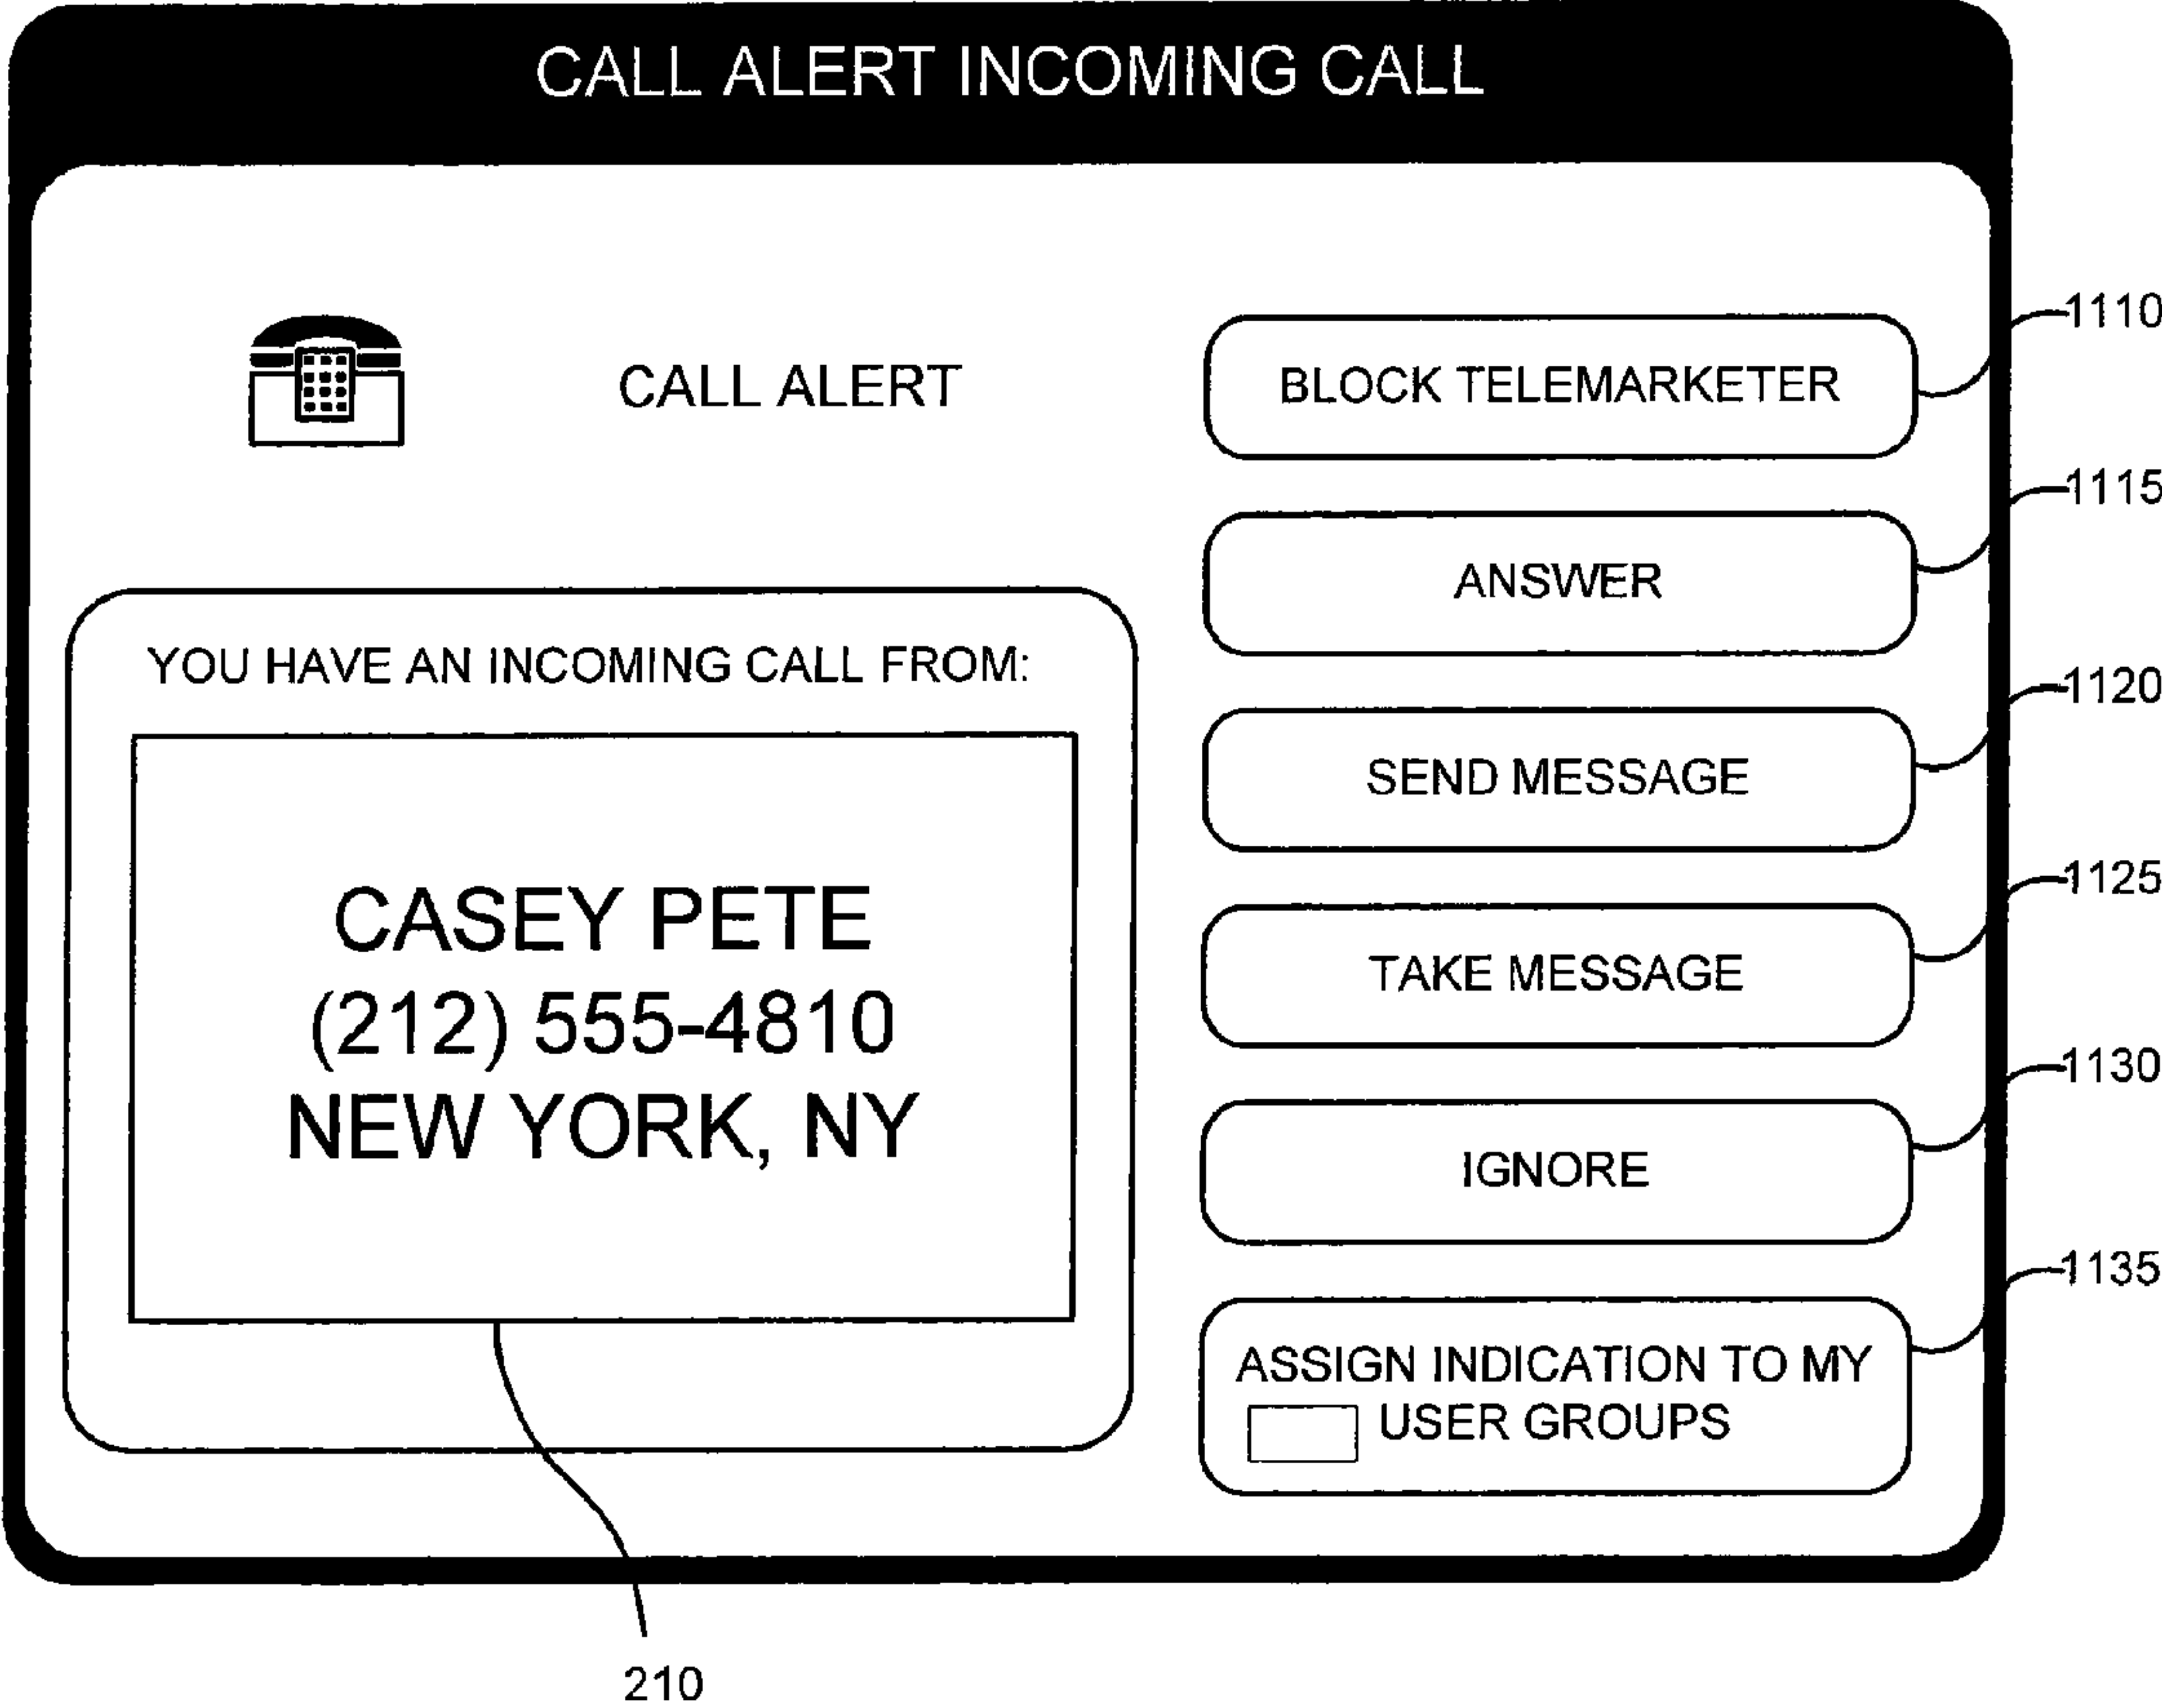 CALL ALERT INCOMING CALL
CALL ALERT
YOU HAVE AN INCOMING CALL FROM:
CASEY PETE
(212) 555-4810
NEW YORK, NY
210
BLOCK TELEMARKETER
1110
ANSWER
1115
SEND MESSAGE
1120
TAKE MESSAGE
1125
IGNORE
1130
ASSIGN INDICATION TO MY
USER GROUPS
1135